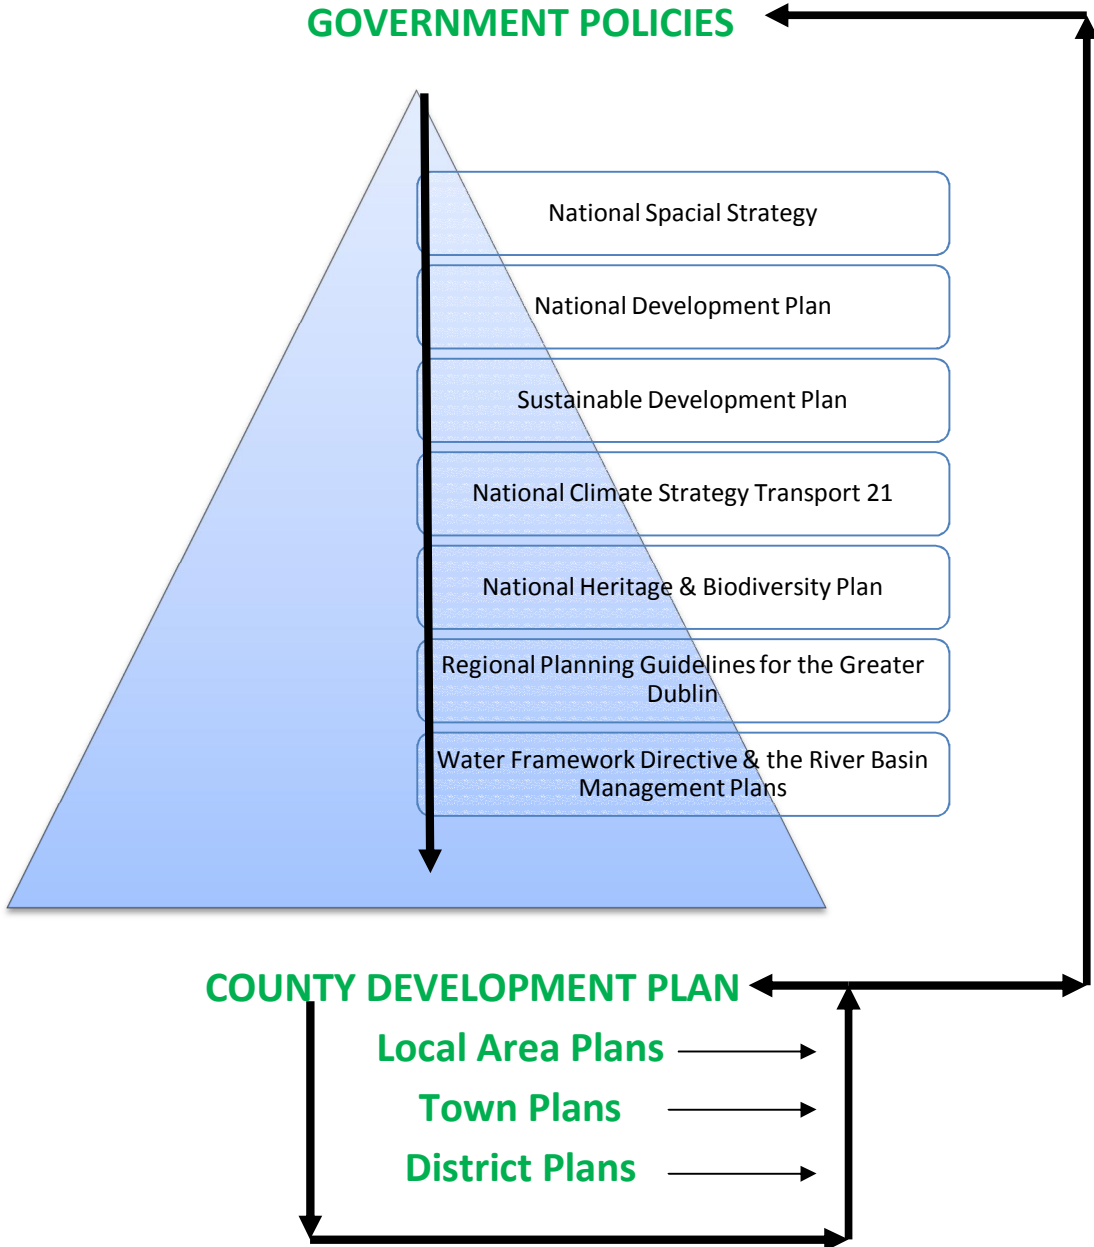 GOVERNMENT POLICIES
National Spacial Strategy
National Development Plan
Sustainable Development Plan
National Climate Strategy Transport 21
National Heritage & Biodiversity Plan
Regional Planning Guidelines for the Greater
Dublin
Water Framework Directive & the River Basin
Management Plans
COUNTY DEVELOPMENT PLAN
Local Area Plans
Town Plans
District Plans